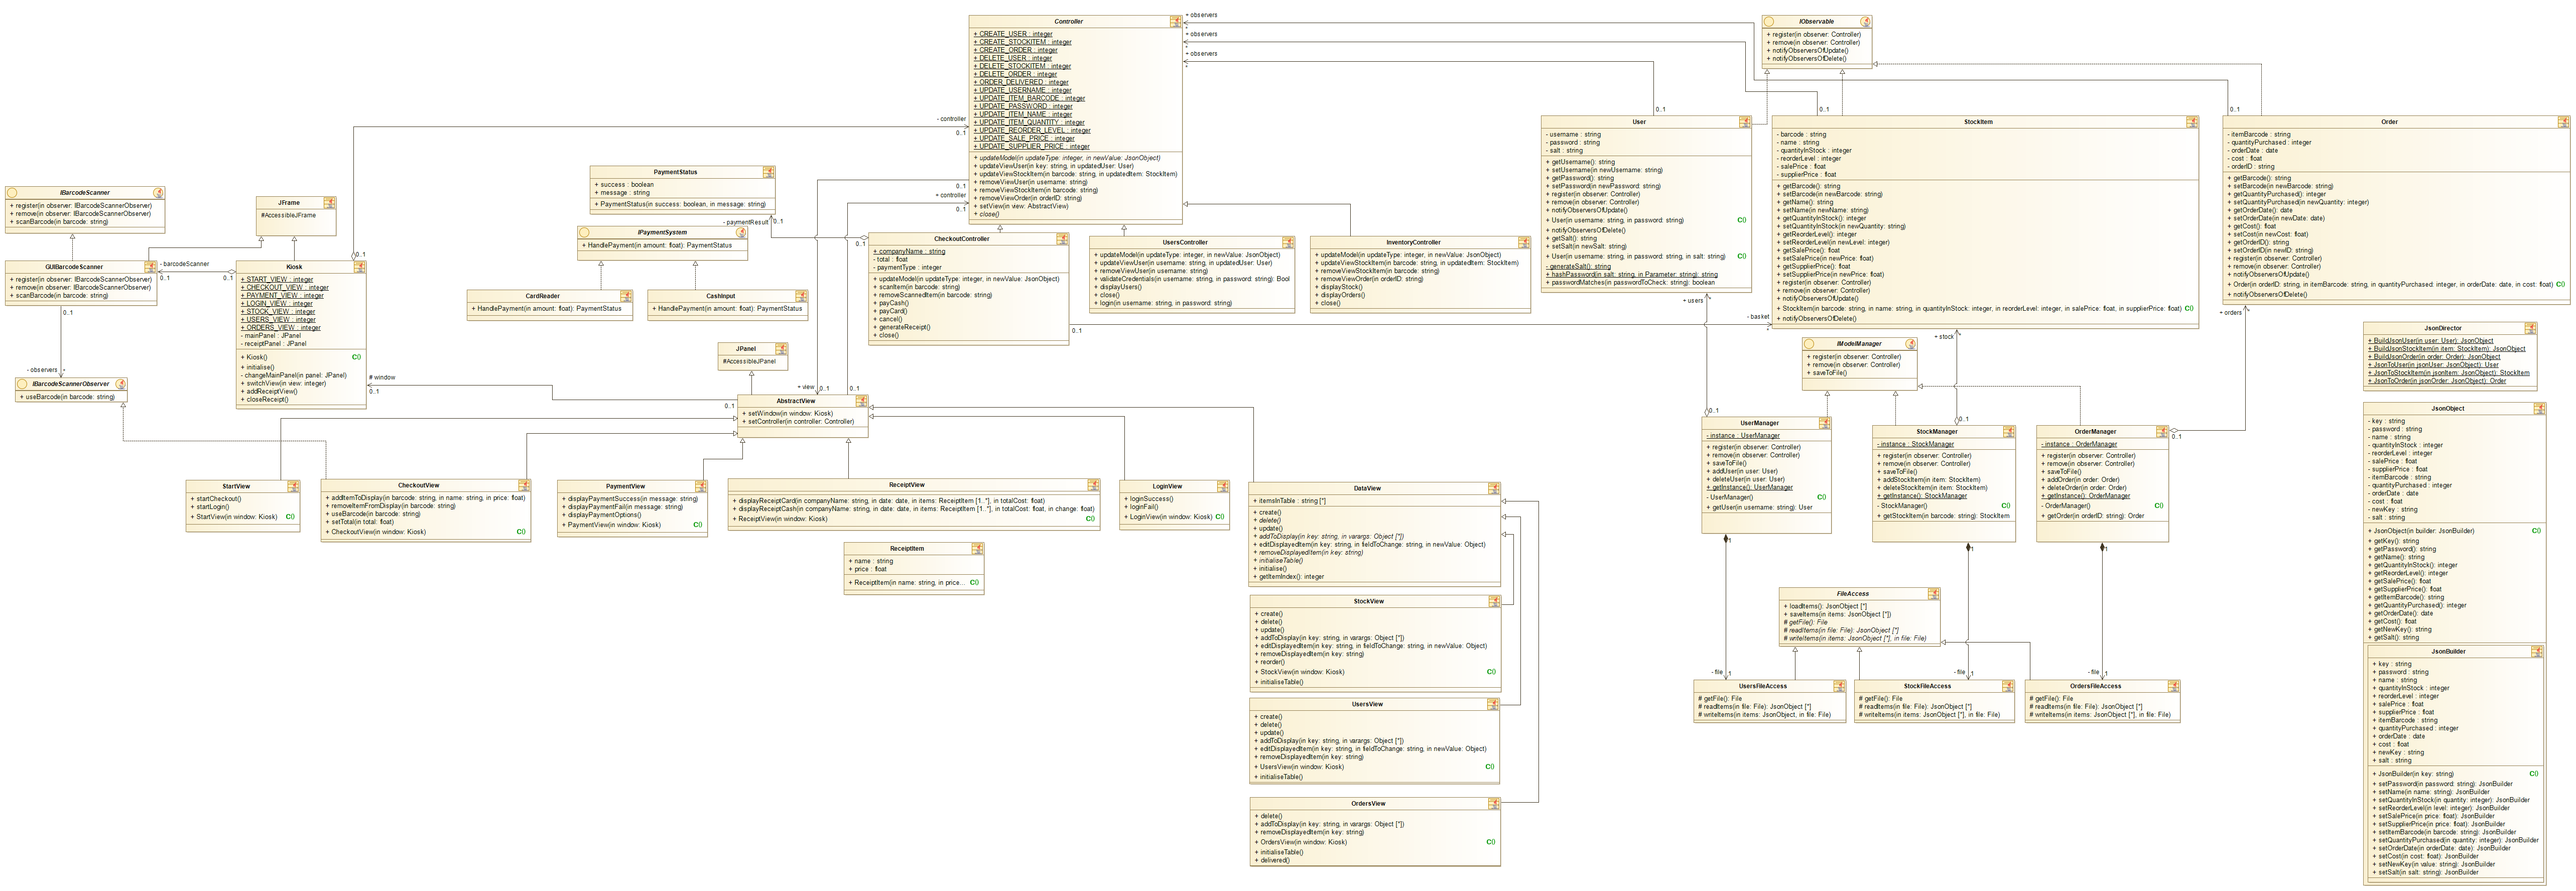 Controller
+ CREATE_USER : integer
+ CREATE_STOCKITEM : integer
+ CREATE_ORDER : integer
+ DELETE_USER : integer
+ DELETE_STOCKITEM : integer
+ DELETE_ORDER : integer
+ ORDER_DELIVERED : integer
+ UPDATE_USERNAME : integer
+ UPDATE_ITEM_BARCODE : integer
+ UPDATE_PASSWORD : integer
+ UPDATE_ITEM_NAME : integer
+ UPDATE_ITEM_QUANTITY : integer
+ UPDATE_REORDER_LEVEL : integer
+ UPDATE_SALE_PRICE : integer
+ UPDATE_SUPPLIER_PRICE : integer
+ updateModel(in updateType: integer, in newValue: JsonObject)
+ updateViewUser(in key: string, in updatedUser: User)
+ updateViewStockItem(in barcode: string, in updatedItem: StockItem)
+ removeViewUser(in username: string)
+ removeViewStockItem(in barcode: string)
+ removeViewOrder(in orderID: string)
+ setView(in view: AbstractView)
+ close()
+ observers
*
+ observers
*
+ observers
*
IObservable
+ register(in observer: Controller)
+ remove(in observer: Controller)
+ notifyObserversOfUpdate()
+ notifyObserversOfDelete()
0..1
0..1
0..1
User
- username : string
- password : string
- salt : string
+ getUsername(): string
+ setUsername(in newUsername: string)
+ getPassword(): string
+ setPassword(in newPassword: string)
+ register(in observer: Controller)
+ remove(in observer: Controller)
+ notifyObserversOfUpdate()
+ User(in username: string, in password: string) C()
+ notifyObserversOfDelete()
+ getSalt(): string
+ setSalt(in newSalt: string)
+ User(in username: string, in password: string, in salt: string) C()
- generateSalt(): string
+ hashPassword(in salt: string, in Parameter: string): string
+ passwordMatches(in passwordToCheck: string): boolean
StockItem
- barcode : string
- name : string
- quantityInStock : integer
- reorderLevel : integer
- salePrice : float
- supplierPrice : float
+ getBarcode(): string
+ setBarcode(in newBarcode: string)
+ getName(): string
+ setName(in newName: string)
+ getQuantityInStock(): integer
+ setQuantityInStock(in newQuantity: string)
+ getReorderLevel(): integer
+ setReorderLevel(in newLevel: integer)
+ getSalePrice(): float
+ setSalePrice(in newPrice: float)
+ getSupplierPrice(): float
+ setSupplierPrice(in newPrice: float)
+ register(in observer: Controller)
+ remove(in observer: Controller)
+ notifyObserversOfUpdate()
+ StockItem(in barcode: string, in name: string, in quantityInStock: integer, in reorderLevel: integer, in salePrice: float, in supplierPrice: float) C()
+ notifyObserversOfDelete()
Order
- itemBarcode : string
- quantityPurchased : integer
- orderDate : date
- cost : float
- orderID : string
+ getBarcode(): string
+ setBarcode(in newBarcode: string)
+ getQuantityPurchased(): integer
+ setQuantityPurchased(in newQuantity: integer)
+ getOrderDate(): date
+ setOrderDate(in newDate: date)
+ getCost(): float
+ setCost(in newCost: float)
+ getOrderID(): string
+ setOrderID(in newID: string)
+ register(in observer: Controller)
+ remove(in observer: Controller)
+ notifyObserversOfUpdate()
+ Order(in orderID: string, in itemBarcode: string, in quantityPurchased: integer, in orderDate: date, in cost: float) C()
+ notifyObserversOfDelete()
- controller
0..1
0..1
+ controller
0..1
PaymentStatus
+ success : boolean
+ message : string
+ PaymentStatus(in success: boolean, in message: string)
- paymentResult
0..1
0..1
IPaymentSystem
+ HandlePayment(in amount: float): PaymentStatus
CardReader
+ HandlePayment(in amount: float): PaymentStatus
CashInput
+ HandlePayment(in amount: float): PaymentStatus
IBarcodeScanner
+ register(in observer: IBarcodeScannerObserver)
+ remove(in observer: IBarcodeScannerObserver)
+ scanBarcode(in barcode: string)
JFrame
#AccessibleJFrame
GUIBarcodeScanner
+ register(in observer: IBarcodeScannerObserver)
+ remove(in observer: IBarcodeScannerObserver)
+ scanBarcode(in barcode: string)
- barcodeScanner
0..1
0..1
0..1
0..1
Kiosk
+ START_VIEW : integer
+ CHECKOUT_VIEW : integer
+ PAYMENT_VIEW : integer
+ LOGIN_VIEW : integer
+ STOCK_VIEW : integer
+ USERS_VIEW : integer
+ ORDERS_VIEW : integer
- mainPanel : JPanel
- receiptPanel : JPanel
+ Kiosk() C()
+ initialise()
- changeMainPanel(in panel: JPanel)
+ switchView(in view: integer)
+ addReceiptView()
+ closeReceipt()
- observers
*
IBarcodeScannerObserver
+ useBarcode(in barcode: string)
CheckoutController
+ companyName : string
- total : float
- paymentType : integer
+ updateModel(in updateType: integer, in newValue: JsonObject)
+ scanItem(in barcode: string)
+ removeScannedItem(in barcode: string)
+ payCash()
+ payCard()
+ cancel()
+ generateReceipt()
+ close()
0..1
- basket
*
UsersController
+ updateModel(in updateType: integer, in newValue: JsonObject)
+ updateViewUser(in username: string, in updatedUser: User)
+ removeViewUser(in username: string)
+ validateCredentials(in username: string, in password: string): Bool
+ displayUsers()
+ close()
+ login(in username: string, in password: string)
InventoryController
+ updateModel(in updateType: integer, in newValue: JsonObject)
+ updateViewStockItem(in barcode: string, in updatedItem: StockItem)
+ removeViewStockItem(in barcode: string)
+ removeViewOrder(in orderID: string)
+ displayStock()
+ displayOrders()
+ close()
JPanel
#AccessibleJPanel
# window
0..1
0..1
+ view
0..1
0..1
AbstractView
+ setWindow(in window: Kiosk)
+ setController(in controller: Controller)
StartView
+ startCheckout()
+ startLogin()
+ StartView(in window: Kiosk) C()
CheckoutView
+ addItemToDisplay(in barcode: string, in name: string, in price: float)
+ removeItemFromDisplay(in barcode: string)
+ useBarcode(in barcode: string)
+ setTotal(in total: float)
+ CheckoutView(in window: Kiosk) C()
PaymentView
+ displayPaymentSuccess(in message: string)
+ displayPaymentFail(in message: string)
+ displayPaymentOptions()
+ PaymentView(in window: Kiosk) C()
ReceiptView
+ displayReceiptCard(in companyName: string, in date: date, in items: ReceiptItem [1..*], in totalCost: float)
+ displayReceiptCash(in companyName: string, in date: date, in items: ReceiptItem [1..*], in totalCost: float, in change: float)
+ ReceiptView(in window: Kiosk) C()
LoginView
+ loginSuccess()
+ loginFail()
+ LoginView(in window: Kiosk) C()
ReceiptItem
+ name : string
+ price : float
+ ReceiptItem(in name: string, in price... C()
DataView
+ itemsInTable : string [*]
+ create()
+ delete()
+ update()
+ addToDisplay(in key: string, in varargs: Object [*])
+ editDisplayedItem(in key: string, in fieldToChange: string, in newValue: Object)
+ removeDisplayedItem(in key: string)
+ initialiseTable()
+ initialise()
+ getItemIndex(): integer
StockView
+ create()
+ delete()
+ update()
+ addToDisplay(in key: string, in varargs: Object [*])
+ editDisplayedItem(in key: string, in fieldToChange: string, in newValue: Object)
+ removeDisplayedItem(in key: string)
+ reorder()
+ StockView(in window: Kiosk) C()
+ initialiseTable()
UsersView
+ create()
+ delete()
+ update()
+ addToDisplay(in key: string, in varargs: Object [*])
+ editDisplayedItem(in key: string, in fieldToChange: string, in newValue: Object)
+ removeDisplayedItem(in key: string)
+ UsersView(in window: Kiosk) C()
+ initialiseTable()
OrdersView
+ delete()
+ addToDisplay(in key: string, in varargs: Object [*])
+ removeDisplayedItem(in key: string)
+ OrdersView(in window: Kiosk) C()
+ initialiseTable()
+ delivered()
+ users
*
0..1
+ stock
*
0..1
+ orders
*
0..1
IModelManager
+ register(in observer: Controller)
+ remove(in observer: Controller)
+ saveToFile()
UserManager
- instance : UserManager
+ register(in observer: Controller)
+ remove(in observer: Controller)
+ saveToFile()
+ addUser(in user: User)
+ deleteUser(in user: User)
+ getInstance(): UserManager
- UserManager() C()
+ getUser(in username: string): User
StockManager
- instance : StockManager
+ register(in observer: Controller)
+ remove(in observer: Controller)
+ saveToFile()
+ addStockItem(in item: StockItem)
+ deleteStockItem(in item: StockItem)
+ getInstance(): StockManager
- StockManager() C()
+ getStockItem(in barcode: string): StockItem
OrderManager
- instance : OrderManager
+ register(in observer: Controller)
+ remove(in observer: Controller)
+ saveToFile()
+ addOrder(in order: Order)
+ deleteOrder(in order: Order)
+ getInstance(): OrderManager
- OrderManager() C()
+ getOrder(in orderID: string): Order
1
1
1
FileAccess
+ loadItems(): JsonObject [*]
+ saveItems(in items: JsonObject [*])
# getFile(): File
# readItems(in file: File): JsonObject [*]
# writeItems(in items: JsonObject [*], in file: File)
- file
1
- file
1
- file
1
UsersFileAccess
# getFile(): File
# readItems(in file: File): JsonObject [*]
# writeItems(in items: JsonObject, in file: File)
StockFileAccess
# getFile(): File
# readItems(in file: File): JsonObject [*]
# writeItems(in items: JsonObject [*], in file: File)
OrdersFileAccess
# getFile(): File
# readItems(in file: File): JsonObject [*]
# writeItems(in items: JsonObject [*], in file: File)
JsonDirector
+ BuildJsonUser(in user: User): JsonObject
+ BuildJsonStockItem(in item: StockItem): JsonObject
+ BuildJsonOrder(in order: Order): JsonObject
+ JsonToUser(in jsonUser: JsonObject): User
+ JsonToStockItem(in jsonItem: JsonObject): StockItem
+ JsonToOrder(in jsonOrder: JsonObject): Order
JsonObject
- key : string
- password : string
- name : string
- quantityInStock : integer
- reorderLevel : integer
- salePrice : float
- supplierPrice : float
- itemBarcode : string
- quantityPurchased : integer
- orderDate : date
- cost : float
- newKey : string
- salt : string
+ JsonObject(in builder: JsonBuilder) C()
+ getKey(): string
+ getPassword(): string
+ getName(): string
+ getQuantityInStock(): integer
+ getReorderLevel(): integer
+ getSalePrice(): float
+ getSupplierPrice(): float
+ getItemBarcode(): string
+ getQuantityPurchased(): integer
+ getOrderDate(): date
+ getCost(): float
+ getNewKey(): string
+ getSalt(): string
JsonBuilder
+ key : string
+ password : string
+ name : string
+ quantityInStock : integer
+ reorderLevel : integer
+ salePrice : float
+ supplierPrice : float
+ itemBarcode : string
+ quantityPurchased : integer
+ orderDate : date
+ cost : float
+ newKey : string
+ salt : string
+ JsonBuilder(in key: string) C()
+ setPassword(in password: string): JsonBuilder
+ setName(in name: string): JsonBuilder
+ setQuantityInStock(in quantity: integer): JsonBuilder
+ setReorderLevel(in level: integer): JsonBuilder
+ setSalePrice(in price: float): JsonBuilder
+ setSupplierPrice(in price: float): JsonBuilder
+ setItemBarcode(in barcode: string): JsonBuilder
+ setQuantityPurchased(in quantity: integer): JsonBuilder
+ setOrderDate(in orderDate: date): JsonBuilder
+ setCost(in cost: float): JsonBuilder
+ setNewKey(in value: string): JsonBuilder
+ setSalt(in salt: string): JsonBuilder